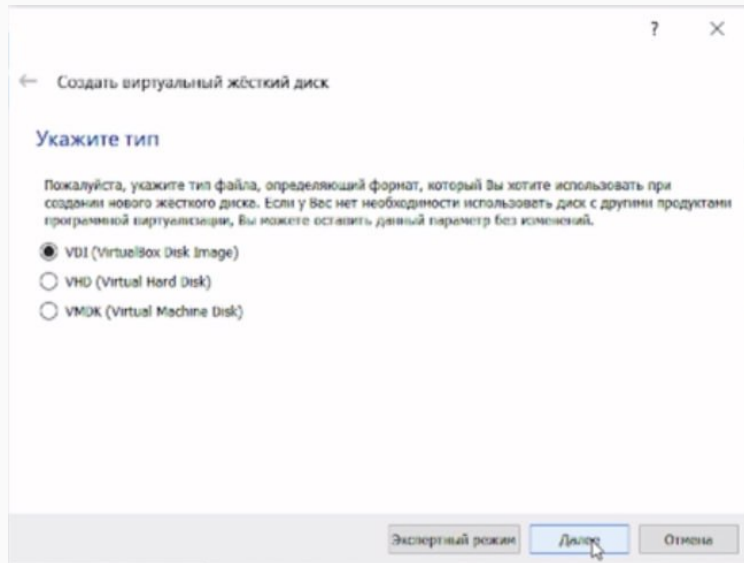 ?
← Создать виртуальный жёсткий диск
Укажите тип
Пожалуйста, укажите тип файла, определяющий формат, который Вы хотите использовать при
создании нового жёсткого диска. Если у Вас нет необходимости использовать диск с другими продуктами
программной виртуализации, Вы можете оставить данный параметр без изменений.
VDI (VirtualBox Disk Image)
VHD (Virtual Hard Disk)
VMDK (Virtual Machine Disk)
Экспертный режим Далее Отмена